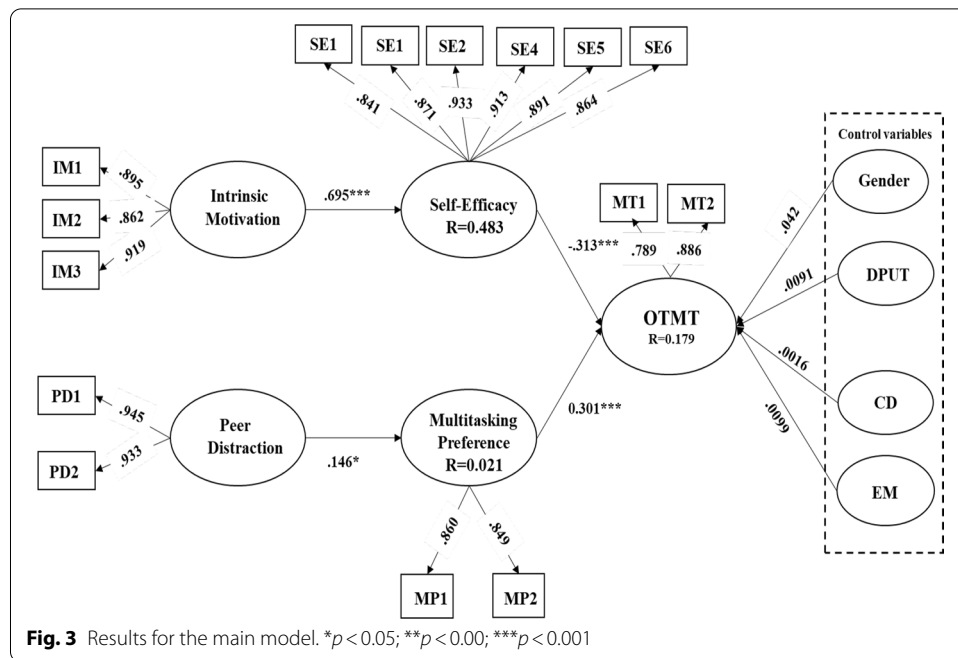 SE1 SE1 SE2 SE4 SE5 SE6
.841 .871 .933 .913 .891 .864
Control variables
IM1
IM2
IM3
.895
.862
.919
Intrinsic
Motivation
.695***
Self-Efficacy
R=0.483
MT1 MT2
.789 .886
-.313***
OTMT
R=0.179
Gender
DPUT
CD
EM
.042
.0091
.0016
.0099
PD1
PD2
.945
.933
Peer
Distraction
.146*
Multitasking
Preference
R=0.021
0.301***
.860 .849
MP1 MP2
Fig. 3 Results for the main model. *p < 0.05; **p < 0.00; ***p < 0.001